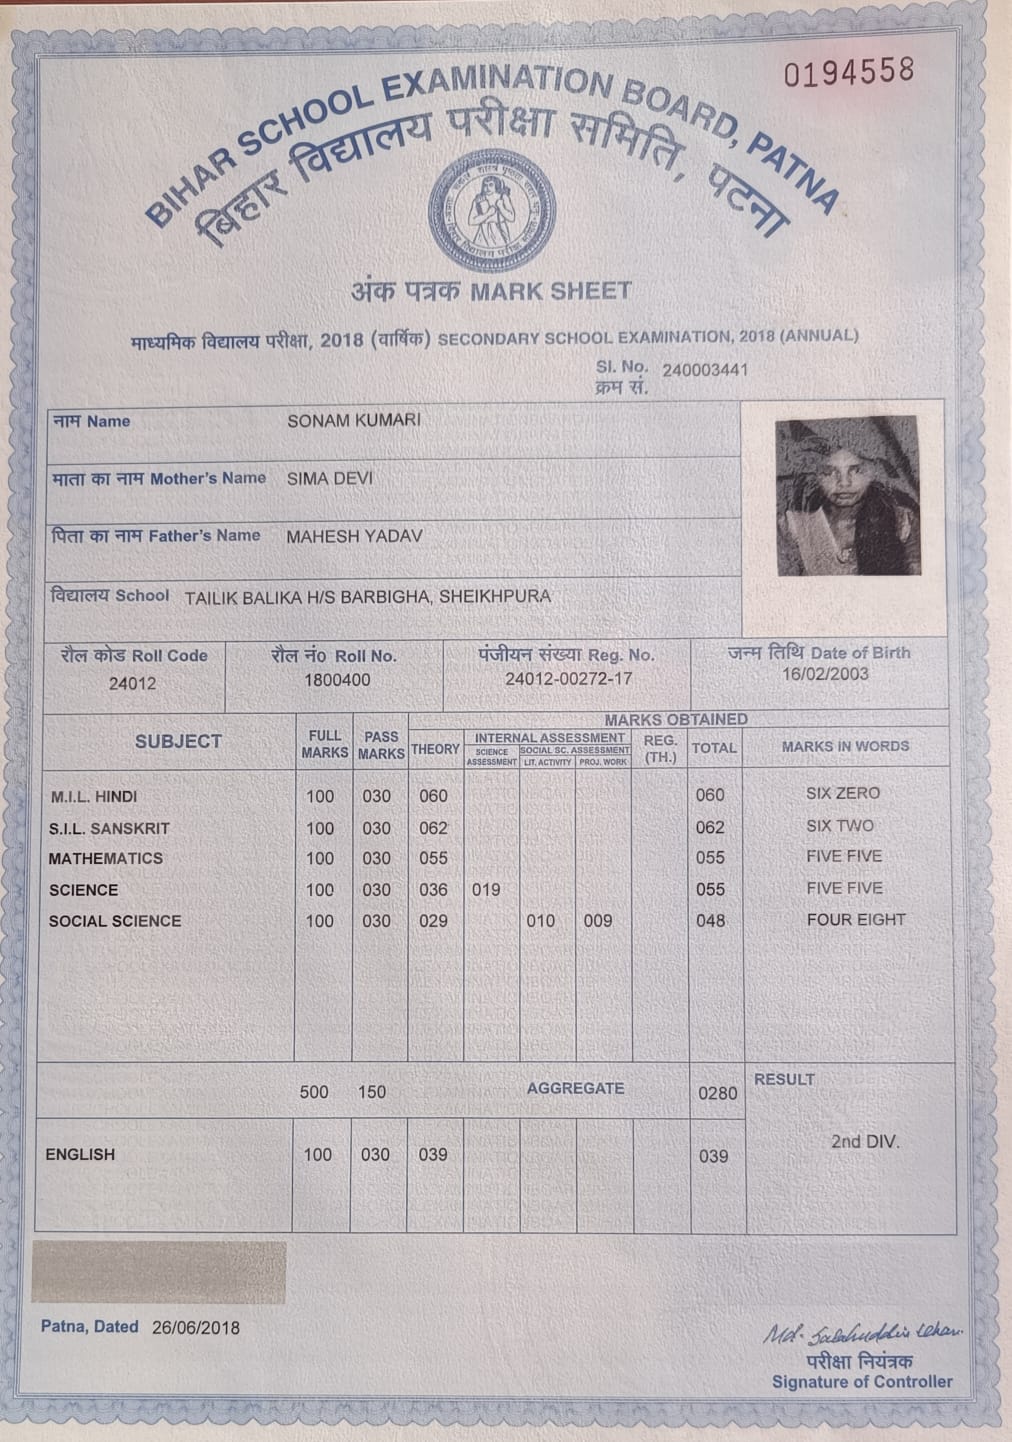 0194558
BIHAR SCHOOL EXAMINATION BOARD, PATNA
बिहार विद्यालय परीक्षा समिति, पटना
अंक पत्रक MARK SHEET
माध्यमिक विद्यालय परीक्षा, 2018 (वार्षिक) SECONDARY SCHOOL EXAMINATION, 2018 (ANNUAL)
Sl. No. 240003441
क्रम सं.
नाम Name SONAM KUMARI
माता का नाम Mother's Name SIMA DEVI
पिता का नाम Father's Name MAHESH YADAV
विद्यालय School TAILIK BALIKA H/S BARBIGHA, SHEIKHPURA
रौल कोड Roll Code रौल नं० Roll No. पंजीयन संख्या Reg. No. जन्म तिथि Date of Birth
24012 1800400 24012-00272-17 16/02/2003
MARKS OBTAINED
SUBJECT FULL MARKS PASS MARKS THEORY INTERNAL ASSESSMENT REG. (TH.) TOTAL MARKS IN WORDS
SCIENCE ASSESSMENT SOCIAL SC. ASSESSMENT
LIT. ACTIVITY PROJ. WORK
M.I.L. HINDI 100 030 060 060 SIX ZERO
S.I.L. SANSKRIT 100 030 062 062 SIX TWO
MATHEMATICS 100 030 055 055 FIVE FIVE
SCIENCE 100 030 036 019 055 FIVE FIVE
SOCIAL SCIENCE 100 030 029 010 009 048 FOUR EIGHT
500 150 AGGREGATE 0280 RESULT
2nd DIV.
ENGLISH 100 030 039 039
Patna, Dated 26/06/2018
परीक्षा नियंत्रक
Signature of Controller